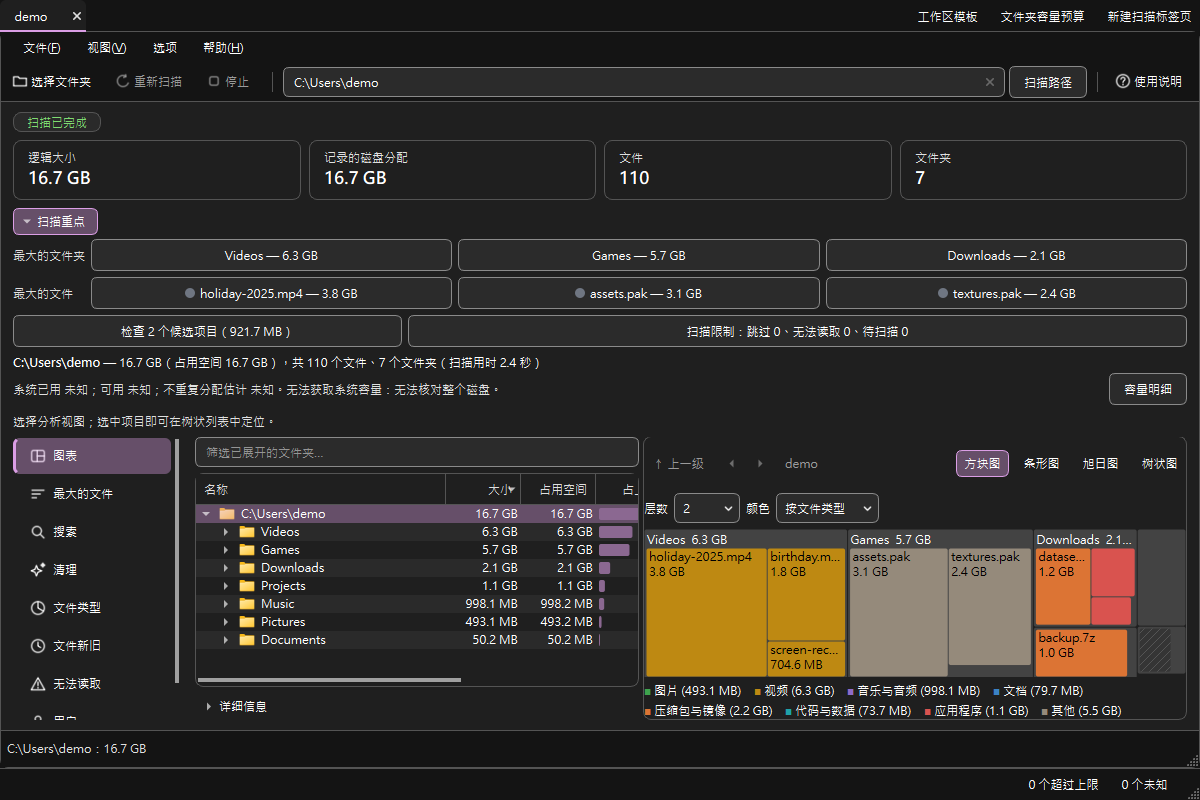 demo ✕ 工作区模板 文件夹容量预算 新建扫描标签页
文件(F) 视图(V) 选项 帮助(H)
选择文件夹 重新扫描 停止 C:\Users\demo ✕ 扫描路径 使用说明
扫描已完成
逻辑大小 记录的磁盘分配 文件 文件夹
16.7 GB 16.7 GB 110 7
扫描重点
最大的文件夹 Videos — 6.3 GB Games — 5.7 GB Downloads — 2.1 GB
最大的文件 holiday-2025.mp4 — 3.8 GB assets.pak — 3.1 GB textures.pak — 2.4 GB
检查 2 个候选项目（921.7 MB） 扫描限制：跳过 0、无法读取 0、待扫描 0
C:\Users\demo — 16.7 GB（占用空间 16.7 GB），共 110 个文件、7 个文件夹（扫描用时 2.4 秒）
系统已用 未知；可用 未知；不重复分配估计 未知。无法获取系统容量：无法核对整个磁盘。
容量明细
选择分析视图；选中项目即可在树状列表中定位。
图表
最大的文件
搜索
清理
文件类型
文件新旧
无法读取
筛选已展开的文件夹...
名称 大小 占用空间
C:\Users\demo 16.7 GB 16.7 GB
Videos 6.3 GB 6.3 GB
Games 5.7 GB 5.7 GB
Downloads 2.1 GB 2.1 GB
Projects 1.1 GB 1.1 GB
Music 998.1 MB 998.2 MB
Pictures 493.1 MB 493.2 MB
Documents 50.2 MB 50.2 MB
详细信息
↑ 上一级 demo 方块图 条形图 旭日图 树状图
层数 2 颜色 按文件类型
Videos 6.3 GB Games 5.7 GB Downloads 2.1...
holiday-2025.mp4 birthday.m... assets.pak textures.pak datase...
3.8 GB 1.8 GB 3.1 GB 2.4 GB 1.2 GB
screen-rec... backup.7z
704.6 MB 1.0 GB
图片 (493.1 MB) 视频 (6.3 GB) 音乐与音频 (998.1 MB) 文档 (79.7 MB)
压缩包与镜像 (2.2 GB) 代码与数据 (73.7 MB) 应用程序 (1.1 GB) 其他 (5.5 GB)
C:\Users\demo：16.7 GB
0 个超过上限 0 个未知